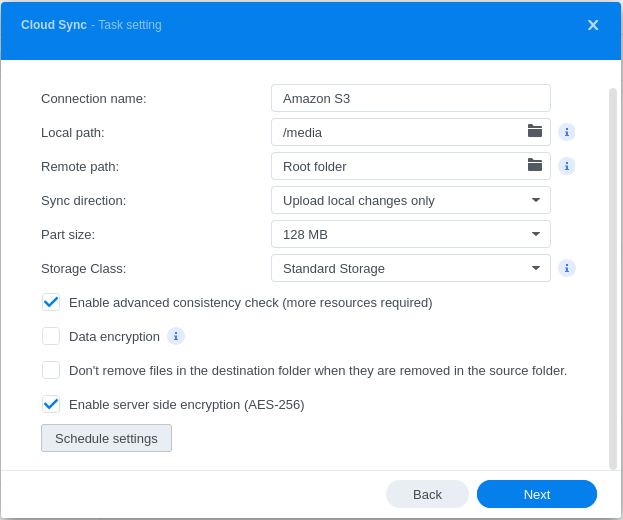 Cloud Sync - Task setting
Connection name: Amazon S3
Local path: /media
Remote path: Root folder
Sync direction: Upload local changes only
Part size: 128 MB
Storage Class: Standard Storage
Enable advanced consistency check (more resources required)
Data encryption
Don't remove files in the destination folder when they are removed in the source folder.
Enable server side encryption (AES-256)
Schedule settings
Back Next